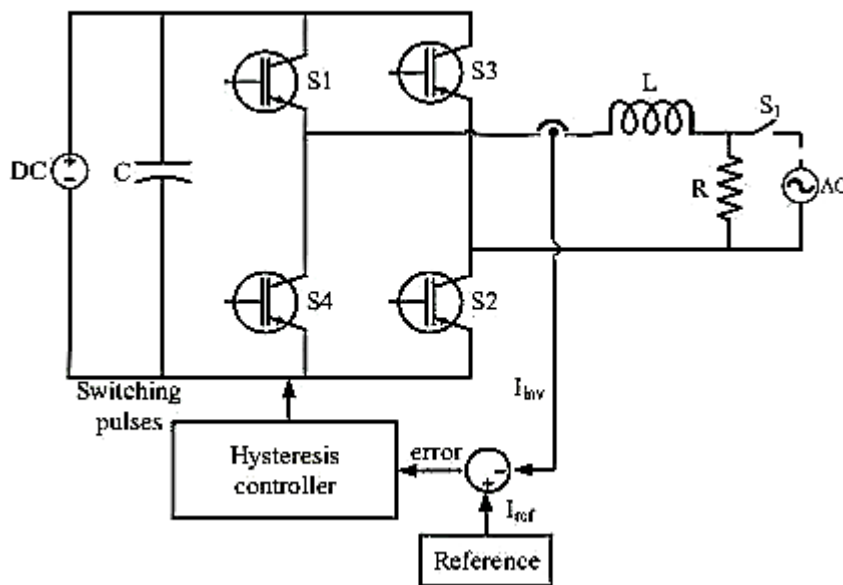 S1
S3
L
S1
DC
C
R
AC
S4
S2
Switching
pulses
Iinv
Hysteresis
controller
error
Iref
Reference